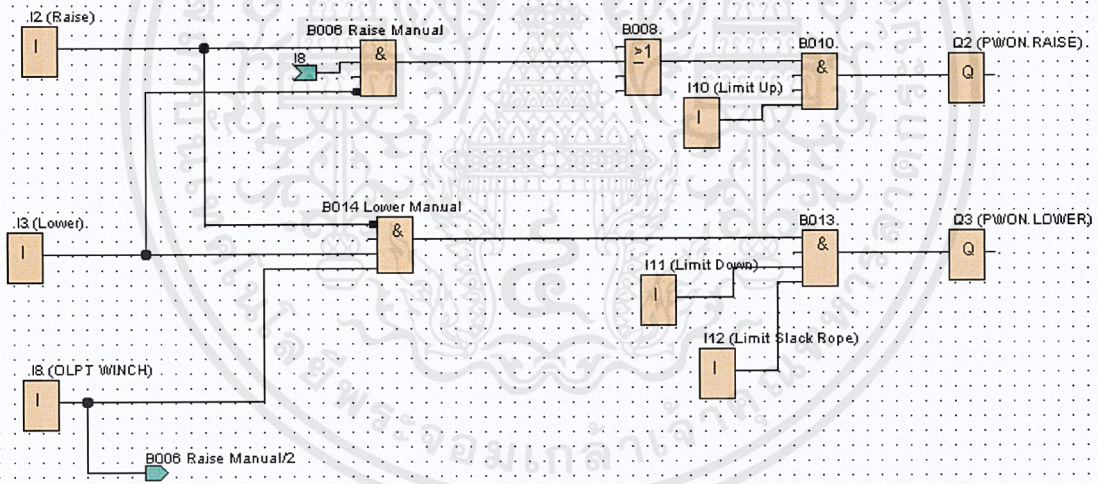 .I2 (Raise).
I
B006 Raise Manual
&
I8
B008.
≥1
B010.
&
Q2 (PWON.RAISE).
Q
I10 (Limit Up)
I
B014 Lower Manual
&
.I3 (Lower).
I
B013.
&
Q3 (PWON.LOWER)
Q
I11 (Limit Down)
I
I12 (Limit Slack Rope)
I
.I8 (OLPT WINCH)
I
B006 Raise Manual/2